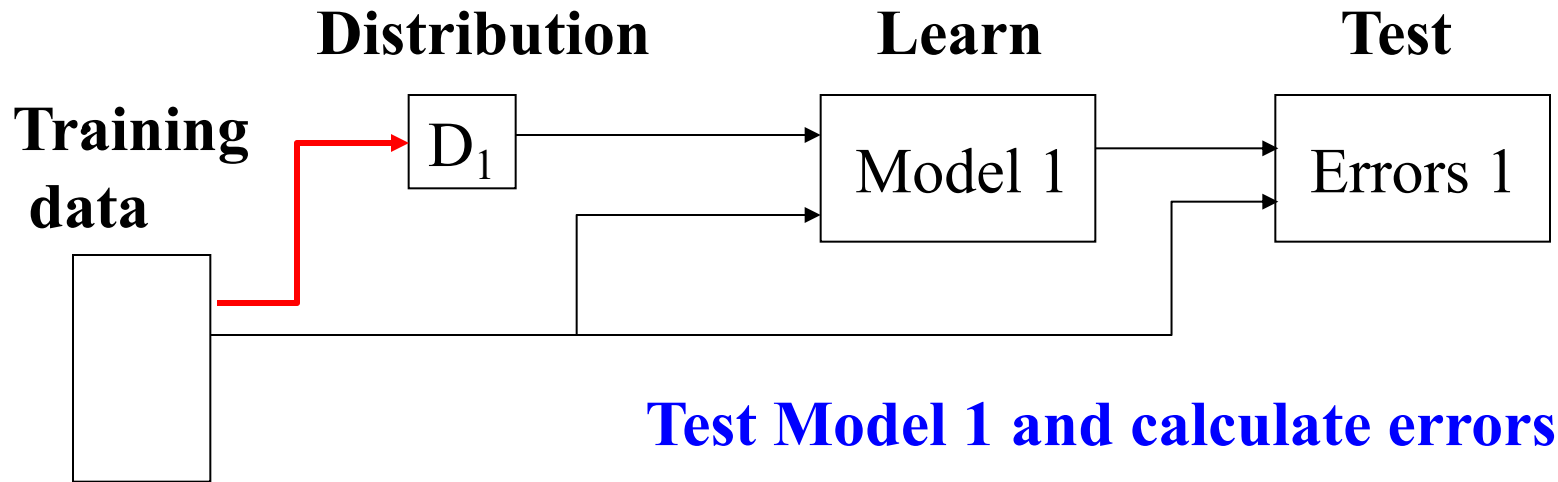 Distribution
Learn
Test
Training
data
D₁
Model 1
Errors 1
Test Model 1 and calculate errors